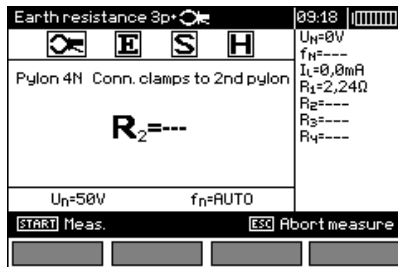 Earth resistance 3p+ 09:18
E S H
UN=0V
fN=---
IL=0,0mA
R1=2,24Ω
R2=---
R3=---
R4=---
Pylon 4N Conn. clamps to 2nd pylon
R2=---
Un=50V fn=AUTO
START Meas. ESC Abort measure